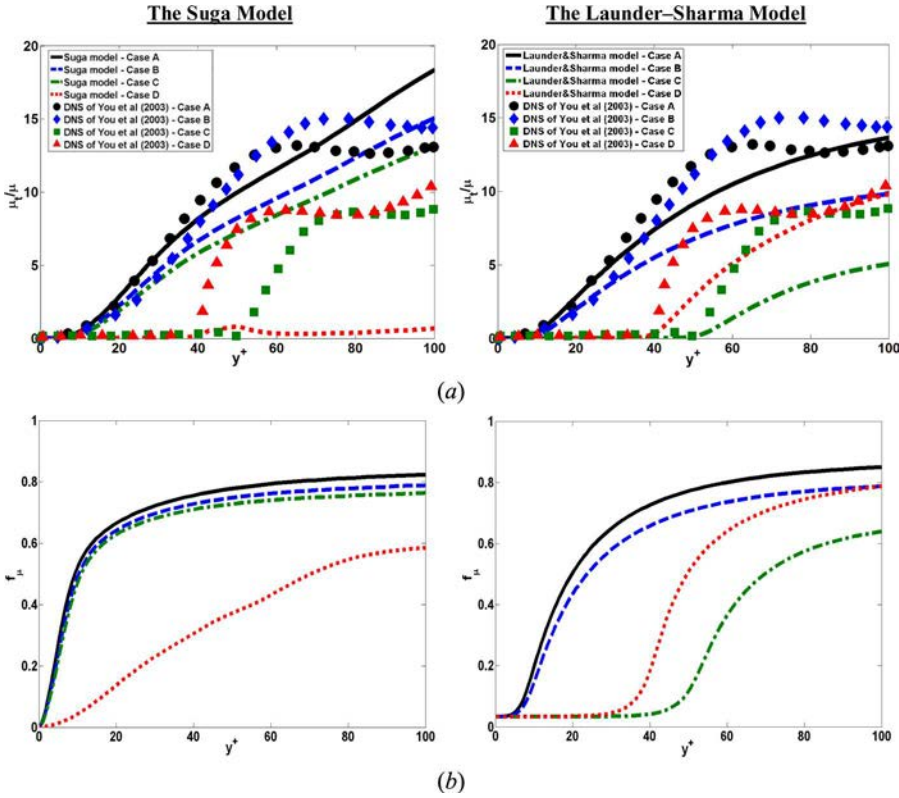 The Suga Model
The Launder–Sharma Model
20
15
10
5
0
μt/μ
Suga model - Case A
Suga model - Case B
Suga model - Case C
Suga model - Case D
DNS of You et al (2003) - Case A
DNS of You et al (2003) - Case B
DNS of You et al (2003) - Case C
DNS of You et al (2003) - Case D
0 20 40 60 80 100
y+
20
15
10
5
0
μt/μ
Launder&Sharma model - Case A
Launder&Sharma model - Case B
Launder&Sharma model - Case C
Launder&Sharma model - Case D
DNS of You et al (2003) - Case A
DNS of You et al (2003) - Case B
DNS of You et al (2003) - Case C
DNS of You et al (2003) - Case D
0 20 40 60 80 100
y+
(a)
1
0.8
0.6
0.4
0.2
0
fμ
0 20 40 60 80 100
y+
1
0.8
0.6
0.4
0.2
0
fμ
0 20 40 60 80 100
y+
(b)